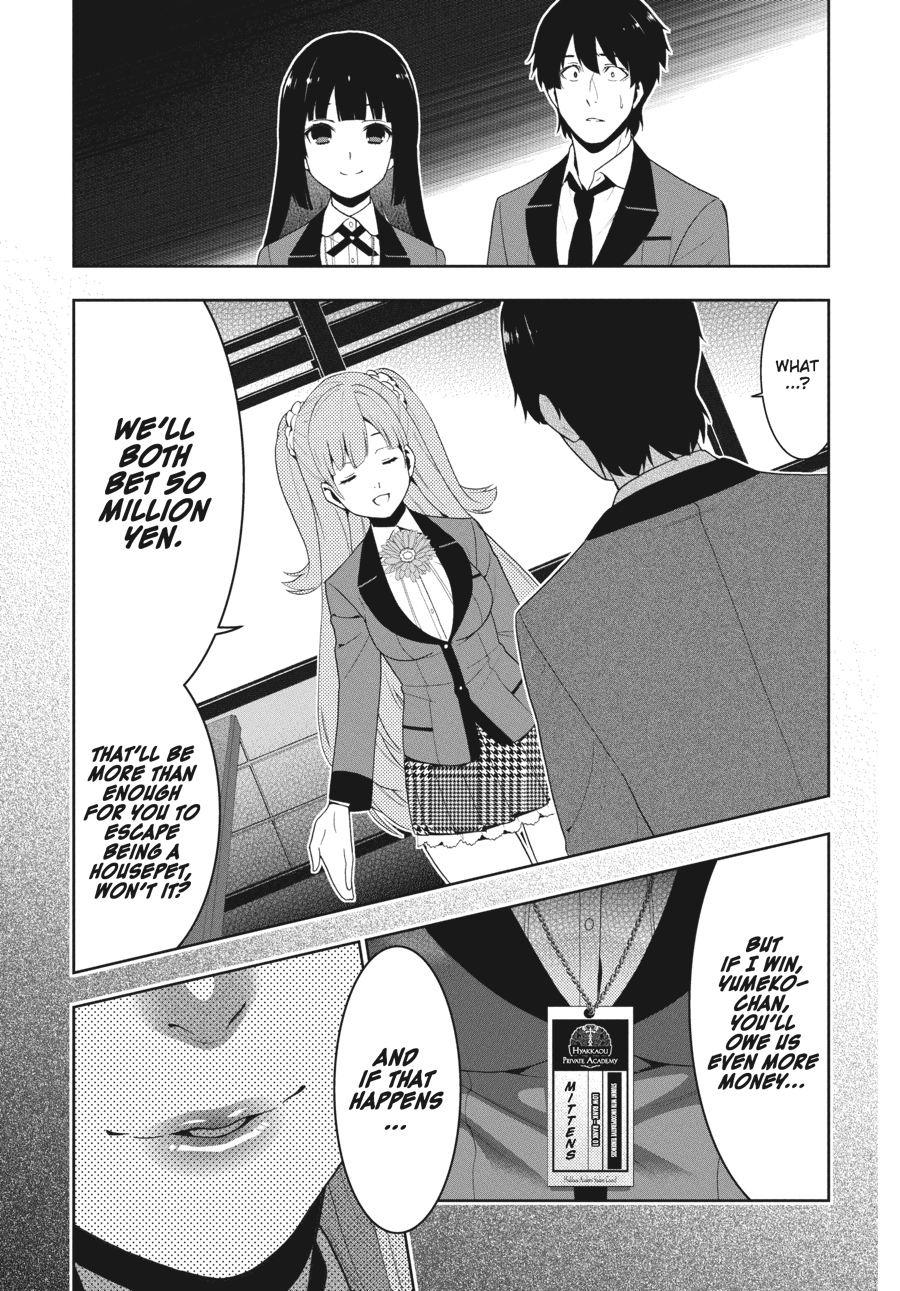 WHAT
...?
WE'LL
BOTH
BET 50
MILLION
YEN.
THAT'LL BE
MORE THAN
ENOUGH
FOR YOU TO
ESCAPE
BEING A
HOUSEPET,
WON'T IT?
BUT
IF I WIN,
YUMEKO-
CHAN,
YOU'LL
OWE US
EVEN MORE
MONEY...
HYAKKAOU
PRIVATE ACADEMY
MITTENS
AND
IF THAT
HAPPENS
...